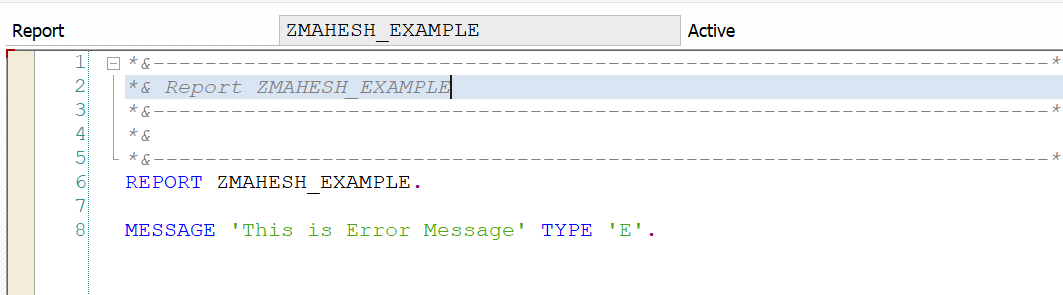 Report ZMAHESH_EXAMPLE Active
1 *&---------------------------------------------------------------------*
2 *& Report ZMAHESH_EXAMPLE
3 *&---------------------------------------------------------------------*
4 *&
5 *&---------------------------------------------------------------------*
6 REPORT ZMAHESH_EXAMPLE.
7
8 MESSAGE 'This is Error Message' TYPE 'E'.